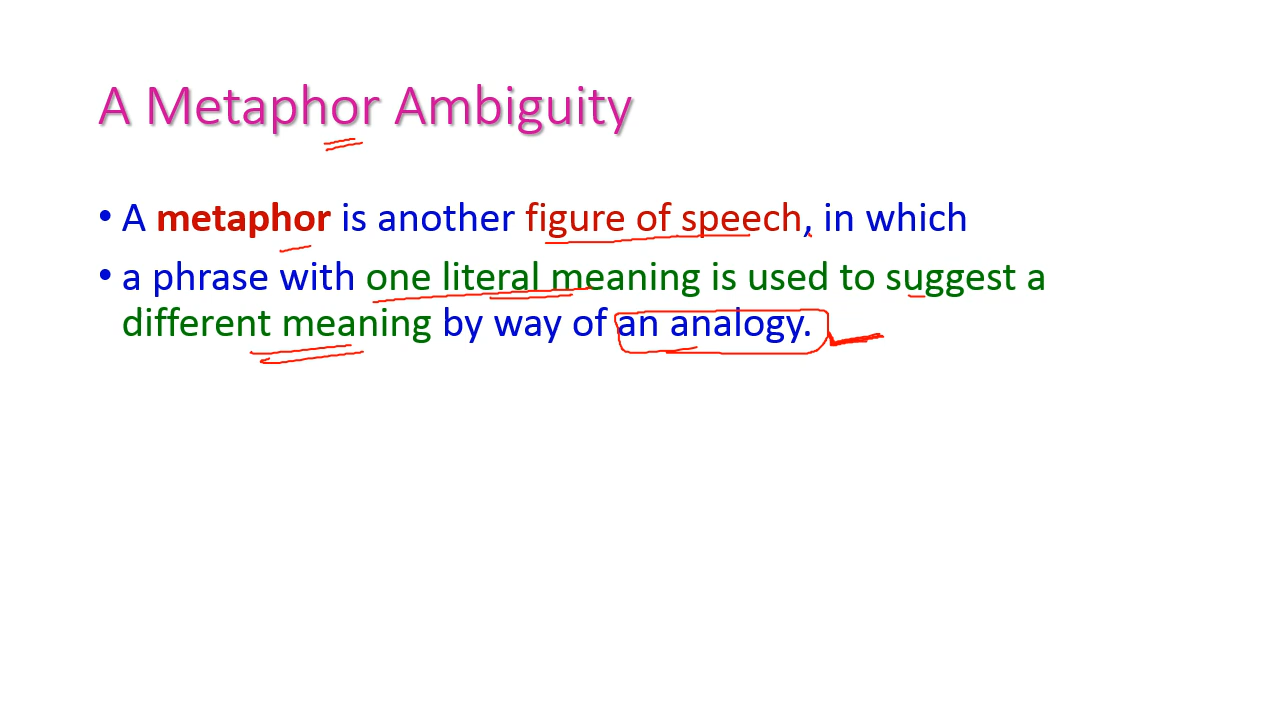 A Metaphor Ambiguity
• A metaphor is another figure of speech, in which
• a phrase with one literal meaning is used to suggest a
different meaning by way of an analogy.